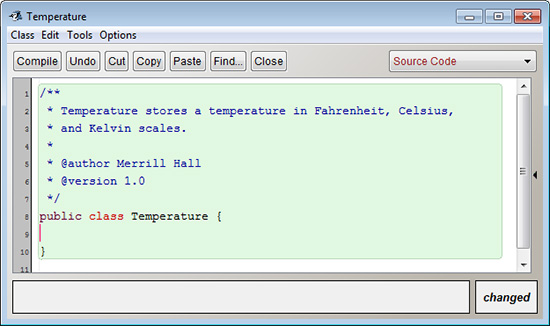 Temperature
Class Edit Tools Options
Compile Undo Cut Copy Paste Find... Close Source Code
1 /**
2 * Temperature stores a temperature in Fahrenheit, Celsius,
3 * and Kelvin scales.
4 *
5 * @author Merrill Hall
6 * @version 1.0
7 */
8 public class Temperature {
9
10 }
11
changed